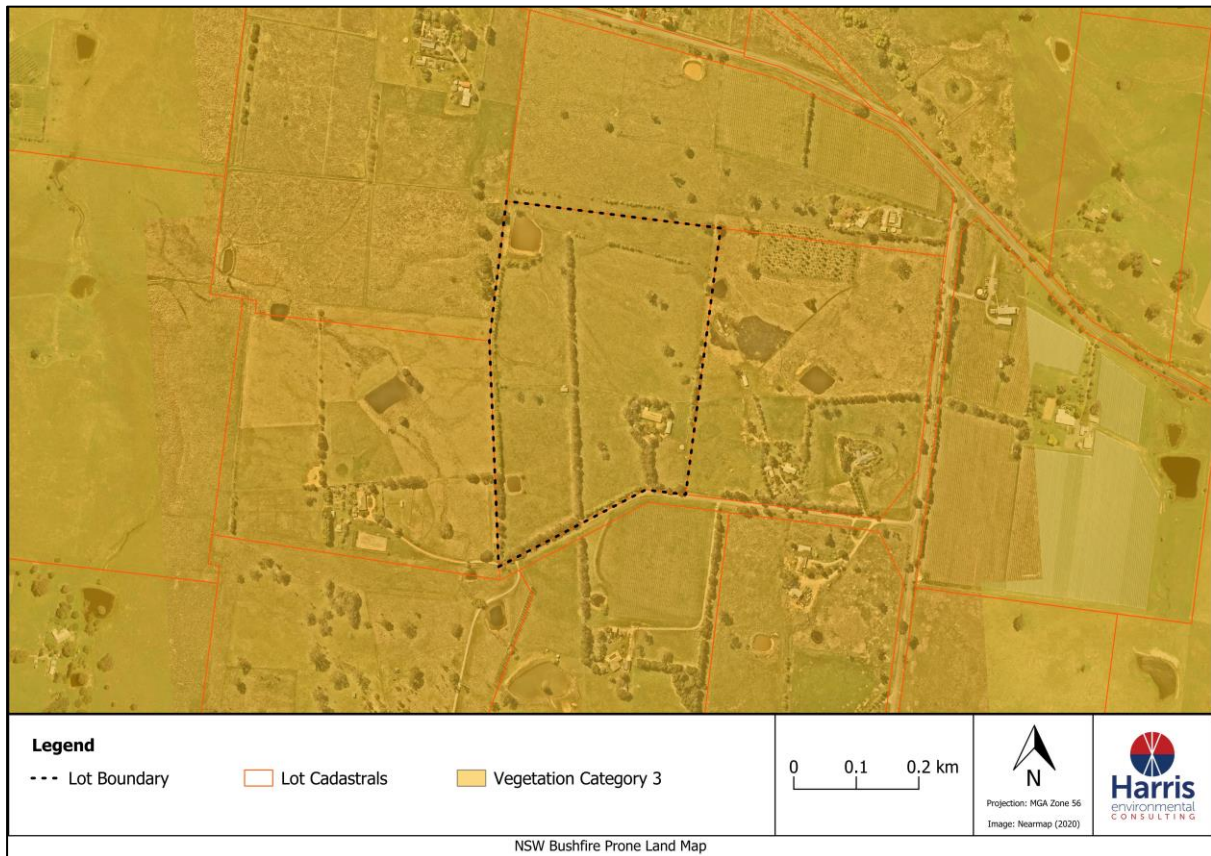 Legend
Lot Boundary
Lot Cadastrals
Vegetation Category 3
0 0.1 0.2 km
N
Projection: MGA Zone 56
Image: Nearmap (2020)
Harris
environmental
CONSULTING
NSW Bushfire Prone Land Map